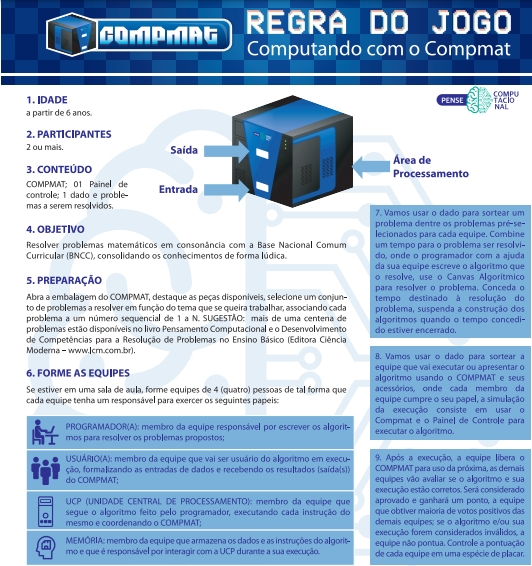 COMPMAT
REGRA DO JOGO
Computando com o Compmat
PENSE
COMPU
TACIO
NAL
1. IDADE
a partir de 6 anos.
2. PARTICIPANTES
2 ou mais.
3. CONTEÚDO
COMPMAT; 01 Painel de
controle; 1 dado e proble-
mas a serem resolvidos.
Saída
Entrada
Área de
Processamento
4. OBJETIVO
Resolver problemas matemáticos em consonância com a Base Nacional Comum
Curricular (BNCC), consolidando os conhecimentos de forma lúdica.
5. PREPARAÇÃO
Abra a embalagem do COMPMAT, destaque as peças disponíveis, selecione um conjun-
to de problemas a resolver em função do tema que se queira trabalhar, associando cada
problema a um número sequencial de 1 a N. SUGESTÃO: mais de uma centena de
problemas estão disponíveis no livro Pensamento Computacional e o Desenvolvimento
de Competências para a Resolução de Problemas no Ensino Básico (Editora Ciência
Moderna – www.lcm.com.br).
6. FORME AS EQUIPES
Se estiver em uma sala de aula, forme equipes de 4 (quatro) pessoas de tal forma que
cada equipe tenha um responsável para exercer os seguintes papeis:
PROGRAMADOR(A): membro da equipe responsável por escrever os algorit-
mos para resolver os problemas propostos;
USUÁRIO(A): membro da equipe que vai ser usuário do algoritmo em execu-
ção, formalizando as entradas de dados e recebendo os resultados (saída(s))
do COMPMAT;
UCP (UNIDADE CENTRAL DE PROCESSAMENTO): membro da equipe que
segue o algoritmo feito pelo programador, executando cada instrução do
mesmo e coordenando o COMPMAT;
MEMÓRIA: membro da equipe que armazena os dados e as instruções do algorit-
mo e que é responsável por interagir com a UCP durante a sua execução.
7. Vamos usar o dado para sortear um
problema dentre os problemas pré-se-
lecionados para cada equipe. Combine
um tempo para o problema ser resolvi-
do, onde o programador com a ajuda
da sua equipe escreve o algoritmo que
o resolve, use o Canvas Algorítmico
para resolver o problema. Conceda o
tempo destinado à resolução do
problema, suspenda a construção dos
algoritmos quando o tempo concedi-
do estiver encerrado.
8. Vamos usar o dado para sortear a
equipe que vai executar ou apresentar o
algoritmo usando o COMPMAT e seus
acessórios, onde cada membro da
equipe cumpre o seu papel, a simulação
da execução consiste em usar o
Compmat e o Painel de Controle para
executar o algoritmo.
9. Após a execução, a equipe libera o
COMPMAT para uso da próxima, as demais
equipes vão avaliar se o algoritmo e sua
execução estão corretos. Será considerado
aprovado e ganhará um ponto, a equipe
que obtiver maioria de votos positivos das
demais equipes; se o algoritmo e/ou sua
execução forem considerados inválidos, a
equipe não pontua. Controle a pontuação
de cada equipe em uma espécie de placar.